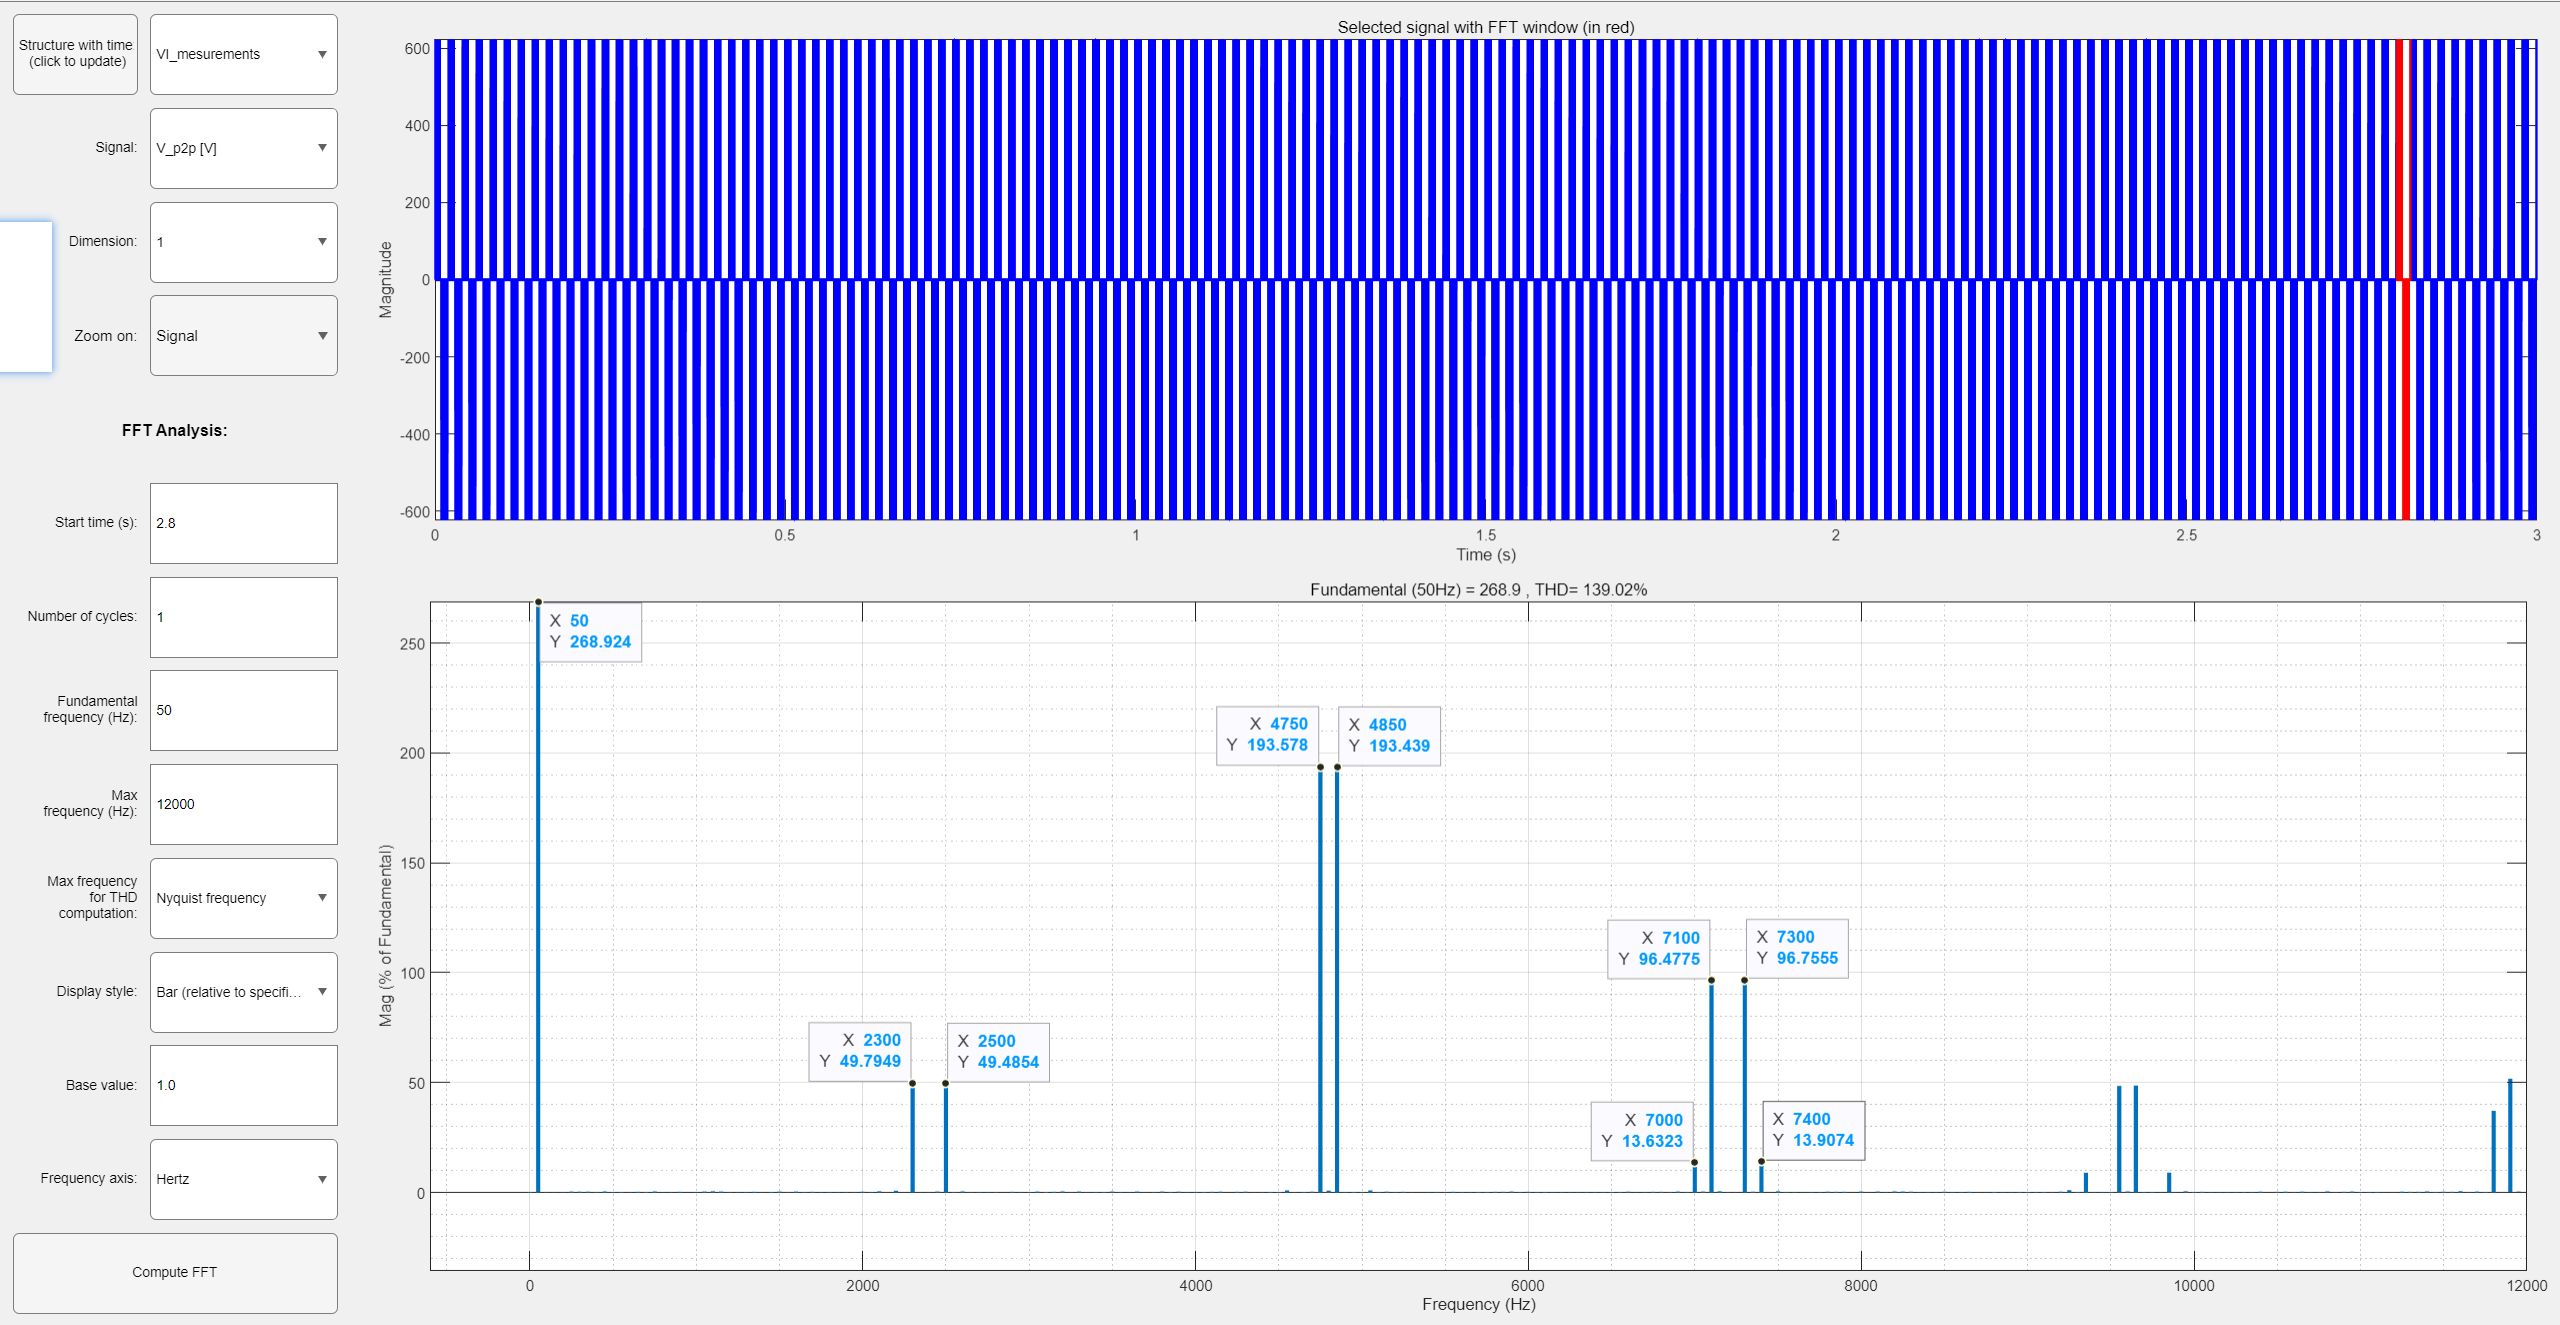 Structure with time
(click to update)
VI_mesurements
Signal:
V_p2p [V]
Dimension:
1
Zoom on:
Signal
FFT Analysis:
Start time (s):
2.8
Number of cycles:
1
Fundamental
frequency (Hz):
50
Max
frequency (Hz):
12000
Max frequency
for THD
computation:
Nyquist frequency
Display style:
Bar (relative to specifi...
Base value:
1.0
Frequency axis:
Hertz
Compute FFT
Selected signal with FFT window (in red)
600
400
200
0
-200
-400
-600
Magnitude
0
0.5
1
1.5
2
2.5
3
Time (s)
Fundamental (50Hz) = 268.9 , THD= 139.02%
250
200
150
100
50
0
Mag (% of Fundamental)
X 50
Y 268.924
X 4750
Y 193.578
X 4850
Y 193.439
X 7100
Y 96.4775
X 7300
Y 96.7555
X 2300
Y 49.7949
X 2500
Y 49.4854
X 7000
Y 13.6323
X 7400
Y 13.9074
0
2000
4000
6000
8000
10000
12000
Frequency (Hz)